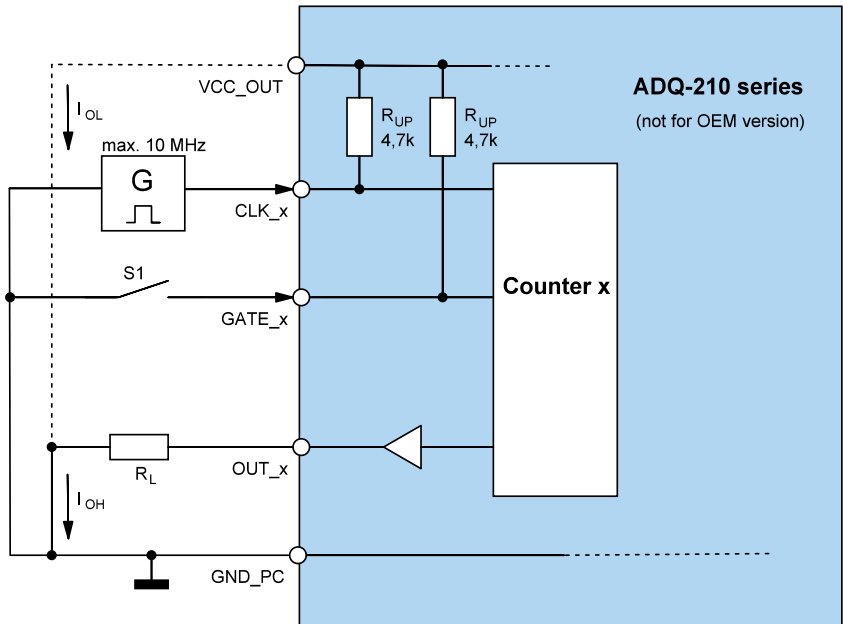 VCC_OUT
ADQ-210 series
(not for OEM version)
I OL
R UP
4,7k
R UP
4,7k
max. 10 MHz
G
CLK_x
S1
GATE_x
Counter x
R L
OUT_x
I OH
GND_PC